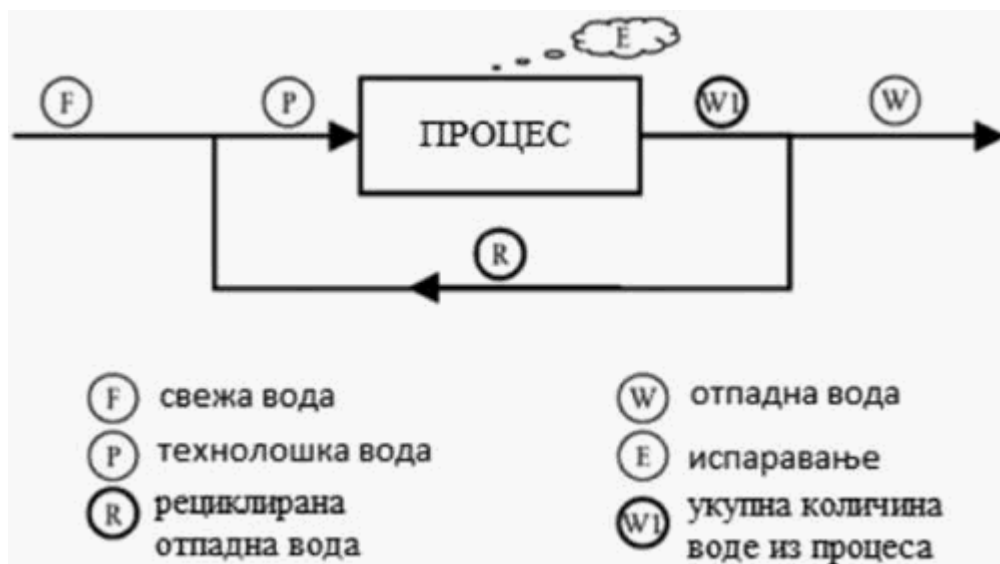 E
F
P
W1
W
ПРОЦЕС
R
F свежа вода
P технолошка вода
R рециклирана
отпадна вода
W отпадна вода
E испаравање
W1 укупна количина
воде из процеса